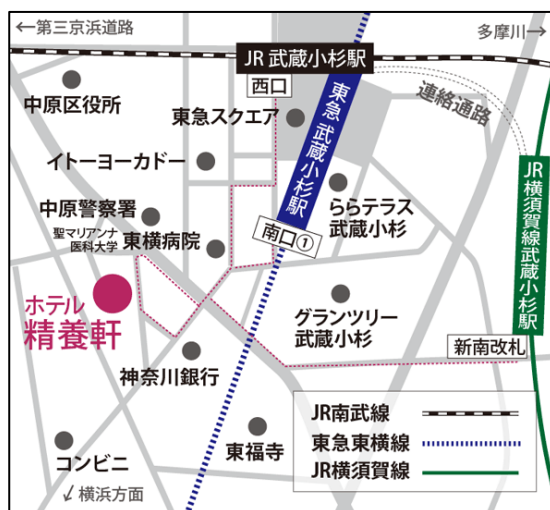 ←第三京浜道路
多摩川→
JR 武蔵小杉駅
西口
中原区役所
東急スクエア
連絡通路
東急 武蔵小杉駅
イトーヨーカドー
JR横須賀線武蔵小杉駅
ららテラス
武蔵小杉
中原警察署
聖マリアンナ
医科大学
東横病院
南口①
ホテル
精養軒
グランツリー
武蔵小杉
新南改札
神奈川銀行
JR南武線
東急東横線
JR横須賀線
東福寺
コンビニ
↙横浜方面